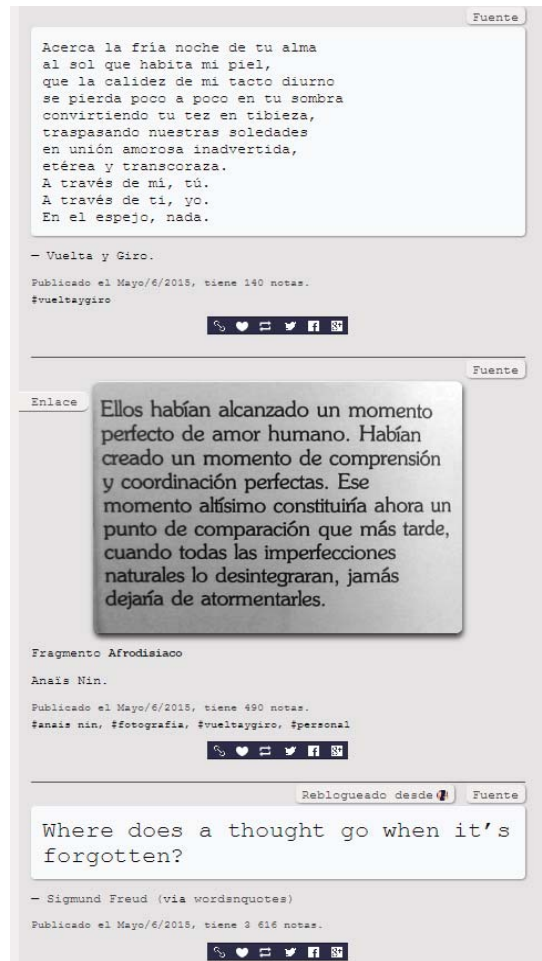 Fuente
Acerca la fría noche de tu alma
al sol que habita mi piel,
que la calidez de mi tacto diurno
se pierda poco a poco en tu sombra
convirtiendo tu tez en tibieza,
traspasando nuestras soledades
en unión amorosa inadvertida,
etérea y transcoraza.
A través de mí, tú.
A través de ti, yo.
En el espejo, nada.
— Vuelta y Giro.
Publicado el Mayo/6/2015, tiene 140 notas.
#vueltaygiro
Fuente
Enlace
Ellos habían alcanzado un momento
perfecto de amor humano. Habían
creado un momento de comprensión
y coordinación perfectas. Ese
momento altísimo constituiría ahora un
punto de comparación que más tarde,
cuando todas las imperfecciones
naturales lo desintegraran, jamás
dejaría de atormentarles.
Fragmento Afrodisiaco
Anaïs Nin.
Publicado el Mayo/6/2015, tiene 490 notas.
#anais nin, #fotografia, #vueltaygiro, #personal
Reblogueado desde
Fuente
Where does a thought go when it's
forgotten?
— Sigmund Freud (via wordsnquotes)
Publicado el Mayo/6/2015, tiene 3 616 notas.